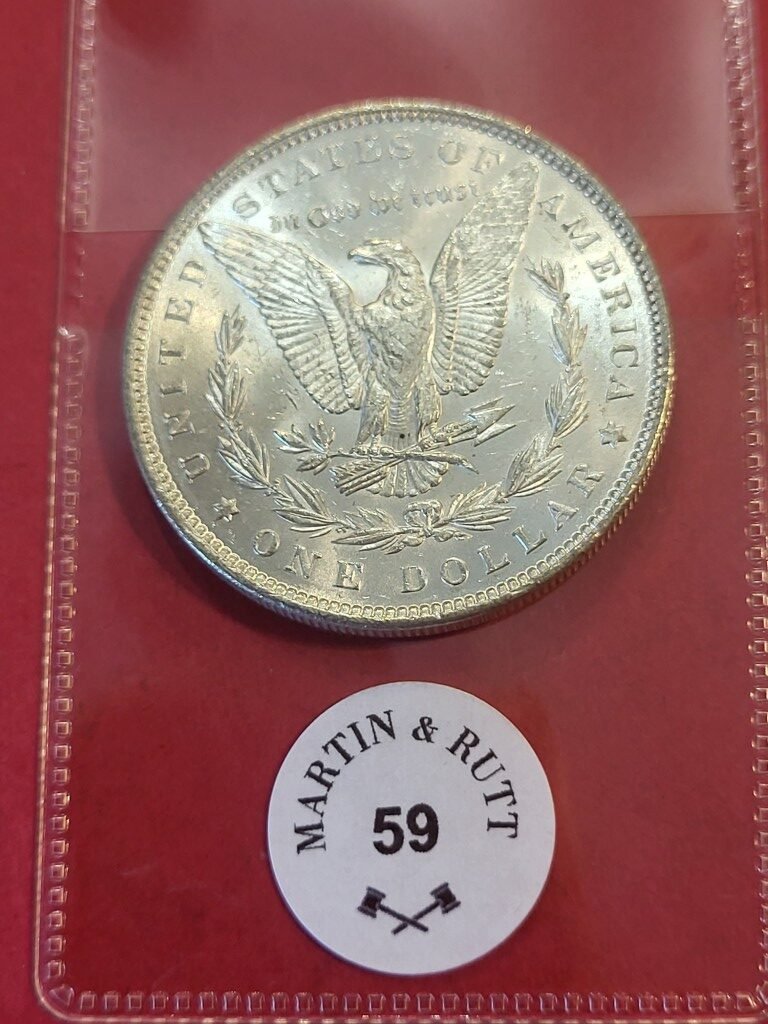 UNITED STATES OF AMERICA
In God we trust
ONE DOLLAR
MARTIN & RUTT
59